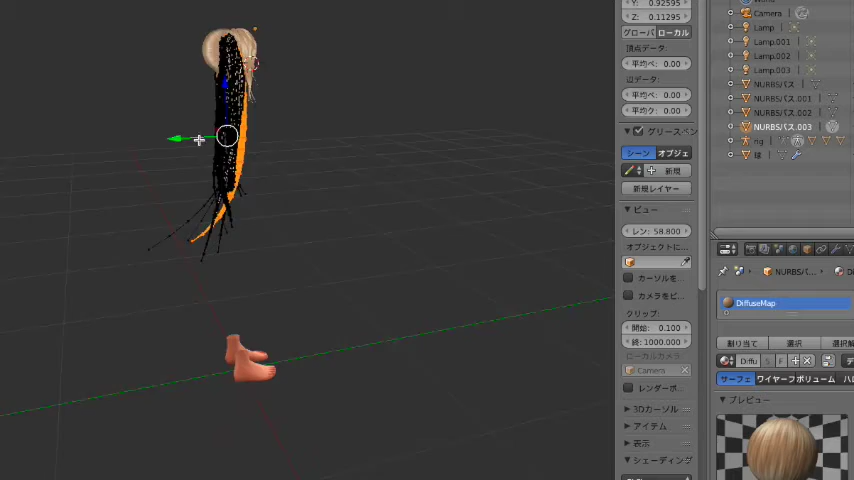 Y: 0.92595
Z: 0.11295
グローバ ローカル
頂点データ:
平均ベ: 0.00
辺データ:
平均ベ: 0.00
平均ク: 0.00
グリースペン
シーン オブジェ
新規
新規レイヤー
ビュー
レン: 58.800
オブジェクトに
カーソルを
カメラをビ
クリップ:
開始: 0.100
終: 1000.000
ローカルカメラ
Camera
レンダーボ
3Dカーソル
アイテム
表示
シェーディング
World
Camera
Lamp
Lamp.001
Lamp.002
Lamp.003
NURBSパス
NURBSパス.001
NURBSパス.002
NURBSパス.003
rig
球
NURBSパ... DiffuseMap
DiffuseMap
割り当て 選択 選択解
Diffu 5 F
サーフェ ワイヤーフ ボリューム ハロ
プレビュー